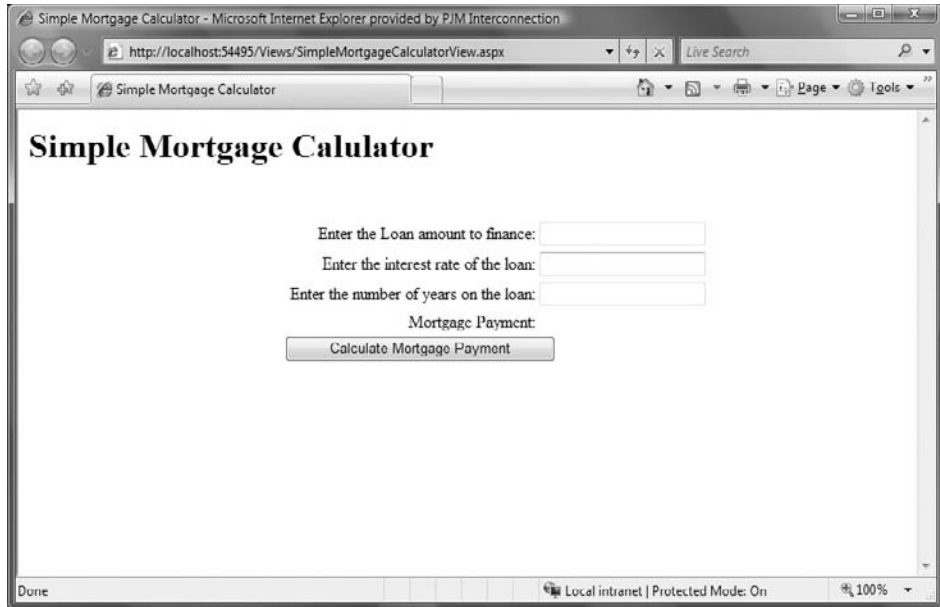 Simple Mortgage Calculator - Microsoft Internet Explorer provided by PJM Interconnection
http://localhost:54495/Views/SimpleMortgageCalculatorView.aspx
Live Search
Simple Mortgage Calculator
Page
Tools
Simple Mortgage Calulator
Enter the Loan amount to finance:
Enter the interest rate of the loan:
Enter the number of years on the loan:
Mortgage Payment:
Calculate Mortgage Payment
Done
Local intranet | Protected Mode: On
100%